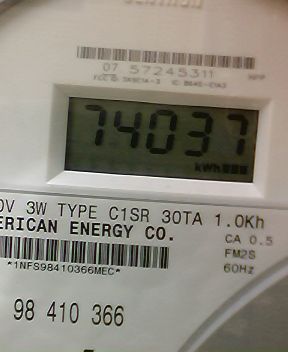 07 57245311
74037
kWh
0V 3W TYPE C1SR 30TA 1.0Kh
ERICAN ENERGY CO.
CA 0.5
FM2S
60Hz
*1NFS98410366MEC*
98 410 366